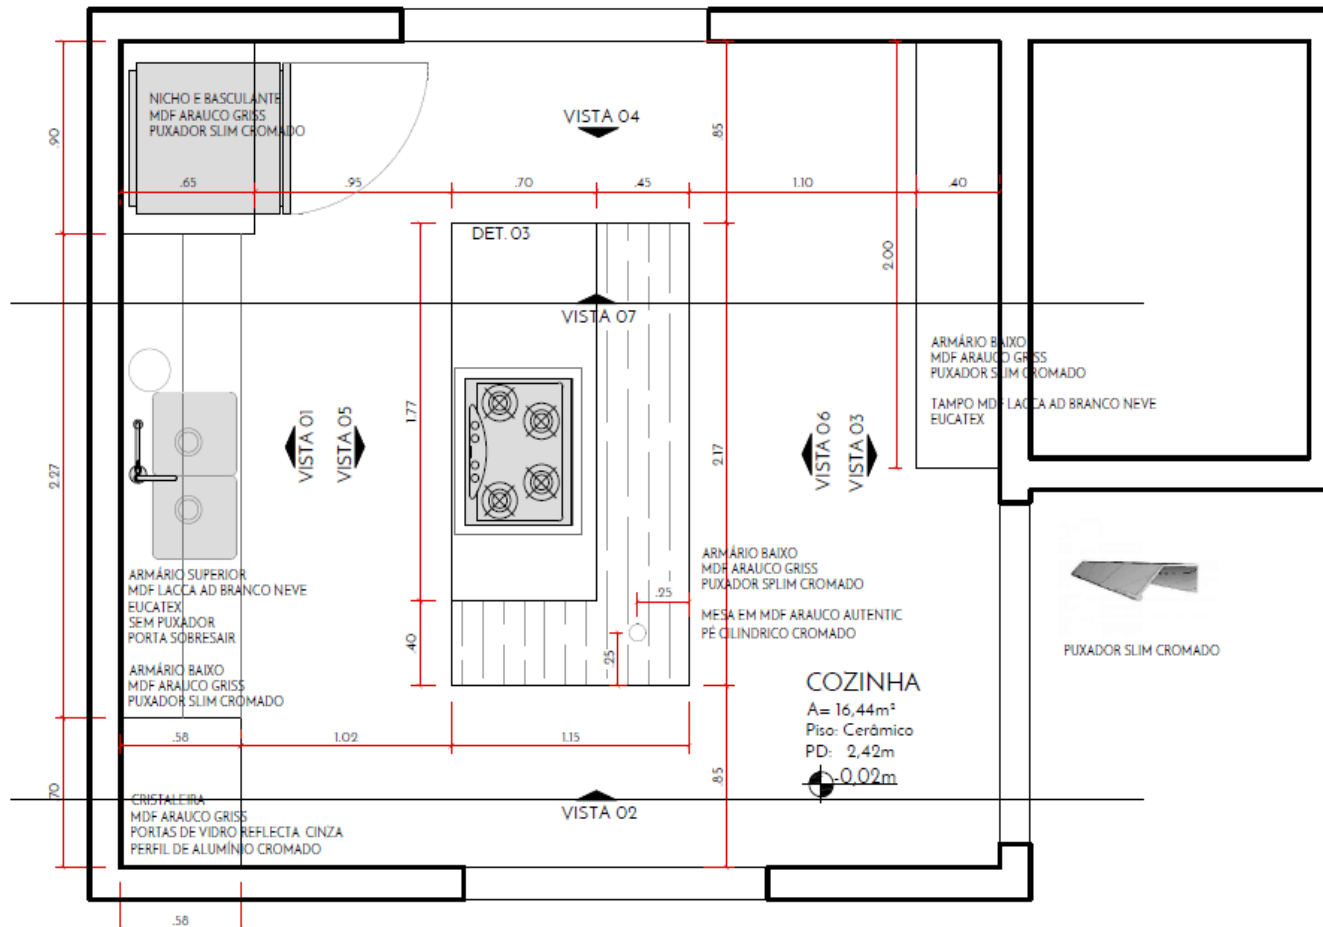 NICHO E BASCULANTE
MDF ARAUCO GRISS
PUXADOR SLIM CROMADO
VISTA 04
.90
.85
.65
.95
.70
.45
1.10
.40
DET. 03
2.00
VISTA 07
ARMÁRIO BAIXO
MDF ARAUCO GRISS
PUXADOR SLIM CROMADO
TAMPO MDF LACCA AD BRANCO NEVE
EUCATEX
VISTA 01
VISTA 05
1.77
2.17
VISTA 06
VISTA 03
2.27
ARMÁRIO SUPERIOR
MDF LACCA AD BRANCO NEVE
EUCATEX
SEM PUXADOR
PORTA SOBRESAIR
ARMÁRIO BAIXO
MDF ARAUCO GRISS
PUXADOR SLIM CROMADO
.40
.25
.25
ARMÁRIO BAIXO
MDF ARAUCO GRISS
PUXADOR SPLIM CROMADO
MESA EM MDF ARAUCO AUTENTIC
PÉ CILINDRICO CROMADO
PUXADOR SLIM CROMADO
COZINHA
A= 16,44m²
Piso: Cerâmico
PD: 2,42m
-0,02m
.58
1.02
1.15
.70
.85
CRISTALEIRA
MDF ARAUCO GRISS
PORTAS DE VIDRO REFLECTA CINZA
PERFIL DE ALUMÍNIO CROMADO
VISTA 02
.58